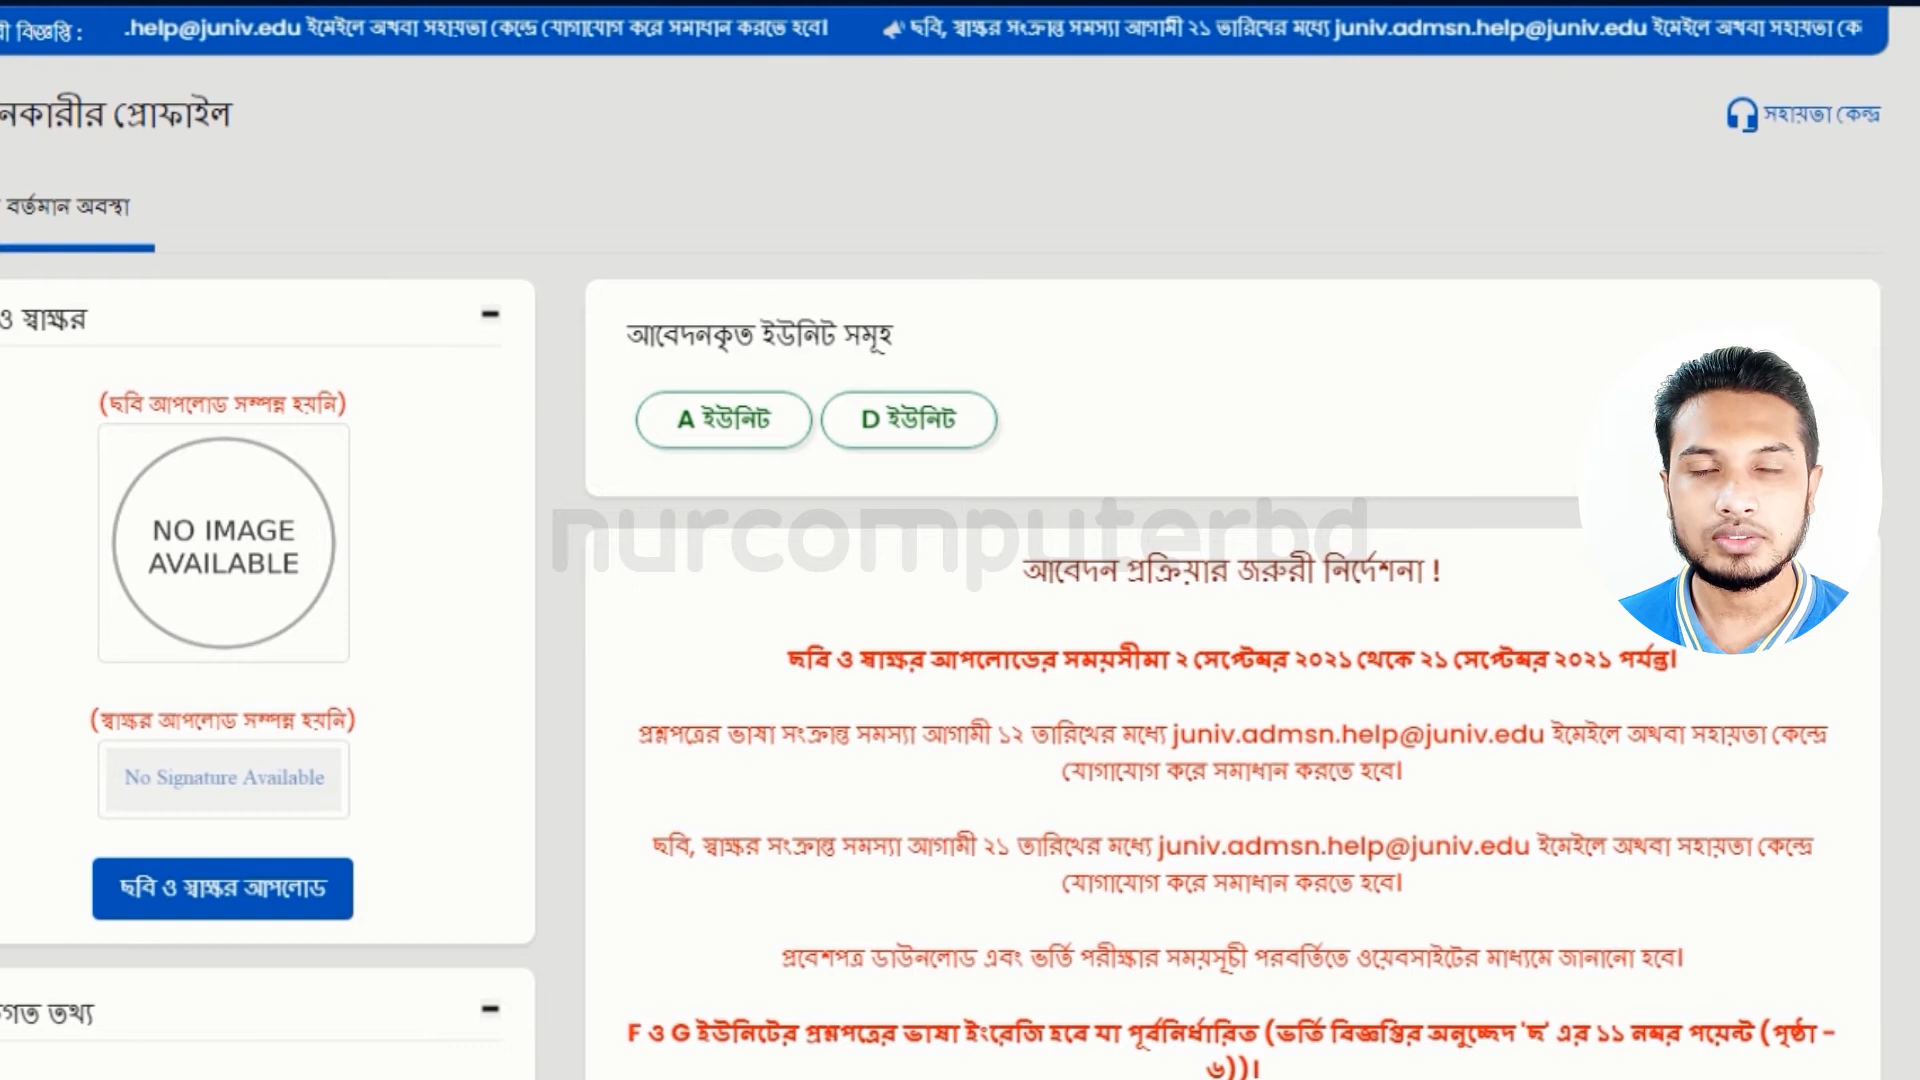 বিজ্ঞপ্তি :
.help@juniv.edu ইমেইলে অথবা সহায়তা কেন্দ্রে যোগাযোগ করে সমাধান করতে হবে।
ছবি, স্বাক্ষর সংক্রান্ত সমস্যা আগামী ২১ তারিখের মধ্যে juniv.admsn.help@juniv.edu ইমেইলে অথবা সহায়তা কে
নকারীর প্রোফাইল
সহায়তা কেন্দ্র
বর্তমান অবস্থা
ও স্বাক্ষর
(ছবি আপলোড সম্পন্ন হয়নি)
NO IMAGE
AVAILABLE
(স্বাক্ষর আপলোড সম্পন্ন হয়নি)
No Signature Available
ছবি ও স্বাক্ষর আপলোড
গত তথ্য
আবেদনকৃত ইউনিট সমূহ
A ইউনিট
D ইউনিট
nurcomputerbd
আবেদন প্রক্রিয়ার জরুরী নির্দেশনা !
ছবি ও স্বাক্ষর আপলোডের সময়সীমা ২ সেপ্টেম্বর ২০২১ থেকে ২১ সেপ্টেম্বর ২০২১ পর্যন্ত।
প্রশ্নপত্রের ভাষা সংক্রান্ত সমস্যা আগামী ১২ তারিখের মধ্যে juniv.admsn.help@juniv.edu ইমেইলে অথবা সহায়তা কেন্দ্রে
যোগাযোগ করে সমাধান করতে হবে।
ছবি, স্বাক্ষর সংক্রান্ত সমস্যা আগামী ২১ তারিখের মধ্যে juniv.admsn.help@juniv.edu ইমেইলে অথবা সহায়তা কেন্দ্রে
যোগাযোগ করে সমাধান করতে হবে।
প্রবেশপত্র ডাউনলোড এবং ভর্তি পরীক্ষার সময়সূচী পরবর্তিতে ওয়েবসাইটের মাধ্যমে জানানো হবে।
F ও G ইউনিটের প্রশ্নপত্রের ভাষা ইংরেজি হবে যা পূর্বনির্ধারিত (ভর্তি বিজ্ঞপ্তির অনুচ্ছেদ 'ছ' এর ১১ নম্বর পয়েন্ট (পৃষ্ঠা -
৬))।